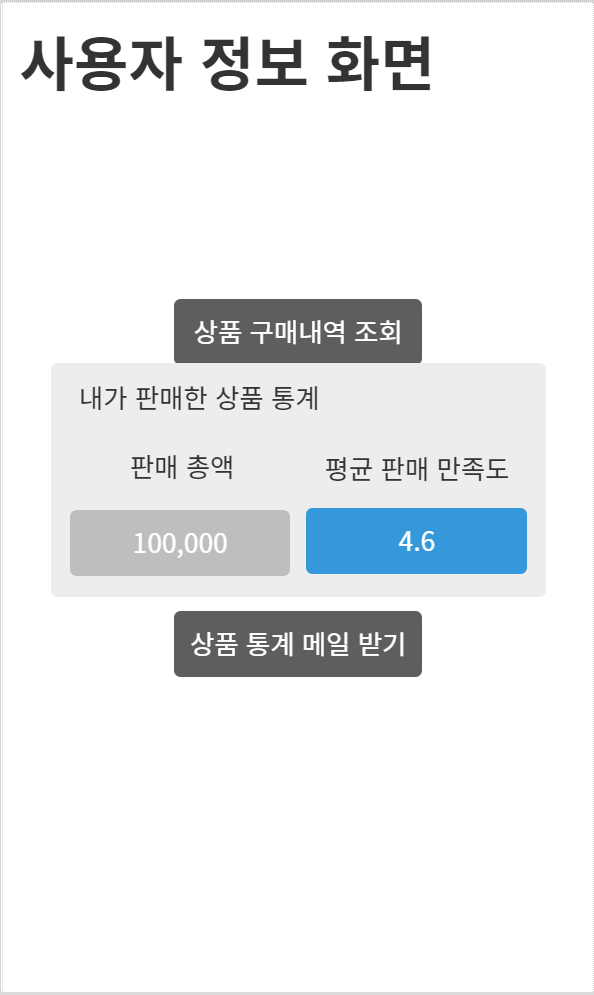 사용자 정보 화면
상품 구매내역 조회
내가 판매한 상품 통계
판매 총액
평균 판매 만족도
100,000
4.6
상품 통계 메일 받기